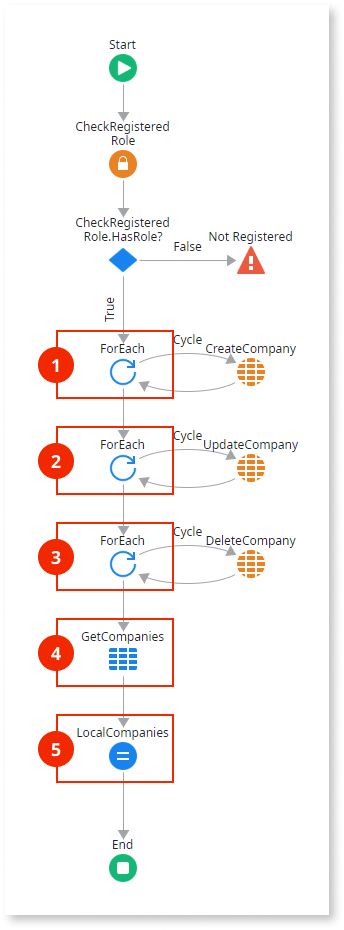 Start
CheckRegistered
Role
CheckRegistered
Role.HasRole?
False
Not Registered
True
1
ForEach
Cycle
CreateCompany
2
ForEach
Cycle
UpdateCompany
3
ForEach
Cycle
DeleteCompany
4
GetCompanies
5
LocalCompanies
End